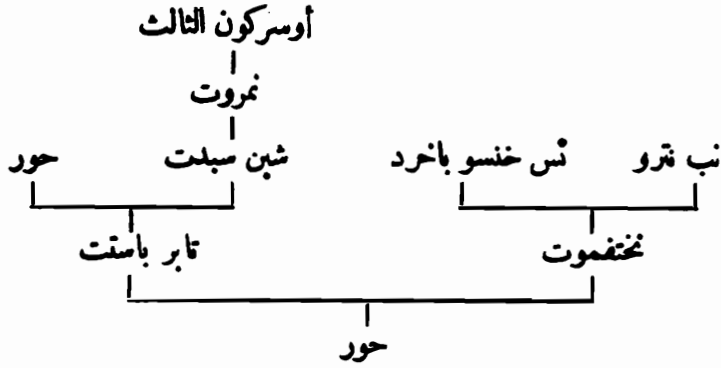 أوسركون الثالث
نمروت
نب نترو نس خنسو باخرد شبن سبدت حور
نختفموت تابر باستت
حور